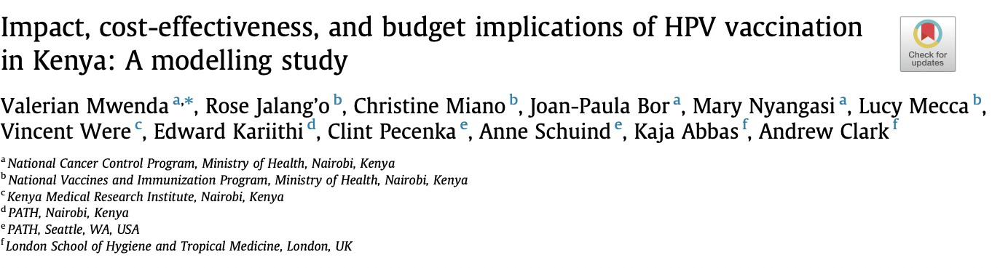 Impact, cost-effectiveness, and budget implications of HPV vaccination
in Kenya: A modelling study
Check for
updates
Valerian Mwenda a,*, Rose Jalang'o b, Christine Miano b, Joan-Paula Bor a, Mary Nyangasi a, Lucy Mecca b,
Vincent Were c, Edward Kariithi d, Clint Pecenka e, Anne Schuind e, Kaja Abbas f, Andrew Clark f
a National Cancer Control Program, Ministry of Health, Nairobi, Kenya
b National Vaccines and Immunization Program, Ministry of Health, Nairobi, Kenya
c Kenya Medical Research Institute, Nairobi, Kenya
d PATH, Nairobi, Kenya
e PATH, Seattle, WA, USA
f London School of Hygiene and Tropical Medicine, London, UK